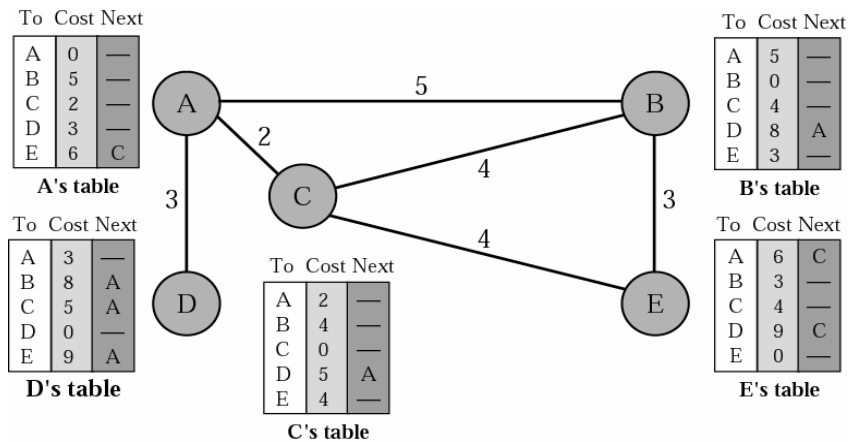 To Cost Next
A 0 —
B 5 —
C 2 —
D 3 —
E 6 C
A's table
To Cost Next
A 5 —
B 0 —
C 4 —
D 8 A
E 3 —
B's table
A
5
B
2
C
4
3
3
4
D
E
To Cost Next
A 3 —
B 8 A
C 5 A
D 0 —
E 9 A
D's table
To Cost Next
A 2 —
B 4 —
C 0 —
D 5 A
E 4 —
C's table
To Cost Next
A 6 C
B 3 —
C 4 —
D 9 C
E 0 —
E's table